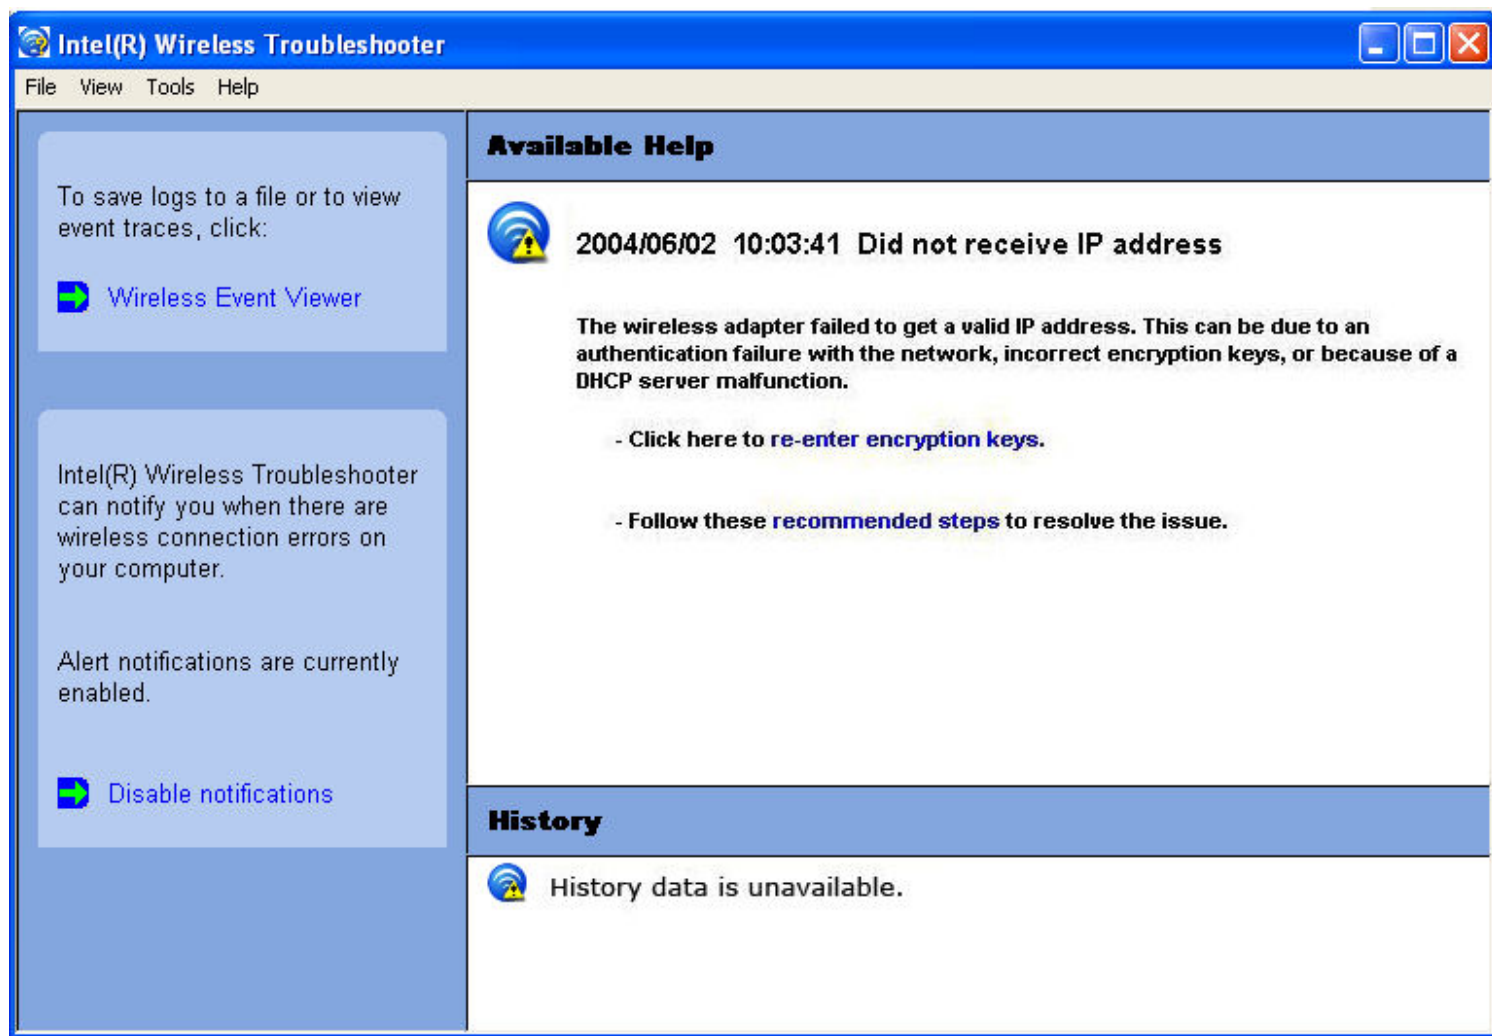 Intel(R) Wireless Troubleshooter
File View Tools Help
To save logs to a file or to view
event traces, click:
Wireless Event Viewer
Intel(R) Wireless Troubleshooter
can notify you when there are
wireless connection errors on
your computer.
Alert notifications are currently
enabled.
Disable notifications
Available Help
2004/06/02 10:03:41 Did not receive IP address
The wireless adapter failed to get a valid IP address. This can be due to an
authentication failure with the network, incorrect encryption keys, or because of a
DHCP server malfunction.
- Click here to re-enter encryption keys.
- Follow these recommended steps to resolve the issue.
History
History data is unavailable.